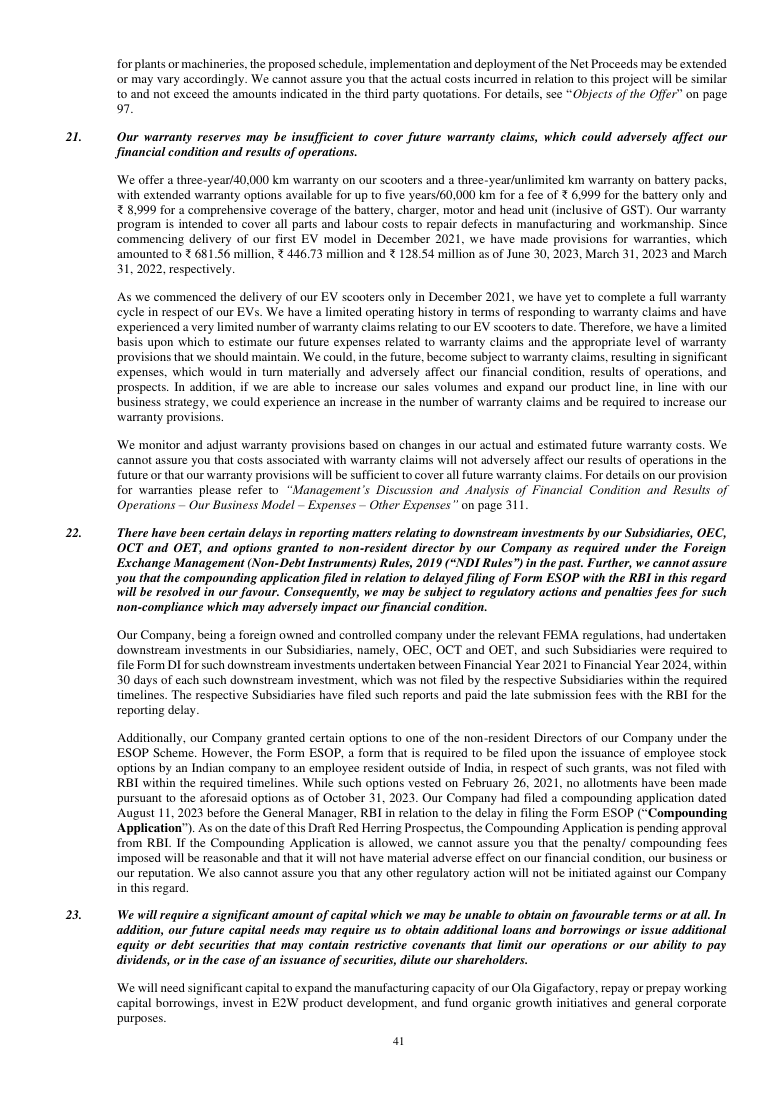 for plants or machineries, the proposed schedule, implementation and deployment of the Net Proceeds may be extended
or may vary accordingly. We cannot assure you that the actual costs incurred in relation to this project will be similar
to and not exceed the amounts indicated in the third party quotations. For details, see “Objects of the Offer” on page
97.
21. Our warranty reserves may be insufficient to cover future warranty claims, which could adversely affect our
financial condition and results of operations.
We offer a three-year/40,000 km warranty on our scooters and a three-year/unlimited km warranty on battery packs,
with extended warranty options available for up to five years/60,000 km for a fee of ₹ 6,999 for the battery only and
₹ 8,999 for a comprehensive coverage of the battery, charger, motor and head unit (inclusive of GST). Our warranty
program is intended to cover all parts and labour costs to repair defects in manufacturing and workmanship. Since
commencing delivery of our first EV model in December 2021, we have made provisions for warranties, which
amounted to ₹ 681.56 million, ₹ 446.73 million and ₹ 128.54 million as of June 30, 2023, March 31, 2023 and March
31, 2022, respectively.
As we commenced the delivery of our EV scooters only in December 2021, we have yet to complete a full warranty
cycle in respect of our EVs. We have a limited operating history in terms of responding to warranty claims and have
experienced a very limited number of warranty claims relating to our EV scooters to date. Therefore, we have a limited
basis upon which to estimate our future expenses related to warranty claims and the appropriate level of warranty
provisions that we should maintain. We could, in the future, become subject to warranty claims, resulting in significant
expenses, which would in turn materially and adversely affect our financial condition, results of operations, and
prospects. In addition, if we are able to increase our sales volumes and expand our product line, in line with our
business strategy, we could experience an increase in the number of warranty claims and be required to increase our
warranty provisions.
We monitor and adjust warranty provisions based on changes in our actual and estimated future warranty costs. We
cannot assure you that costs associated with warranty claims will not adversely affect our results of operations in the
future or that our warranty provisions will be sufficient to cover all future warranty claims. For details on our provision
for warranties please refer to “Management’s Discussion and Analysis of Financial Condition and Results of
Operations – Our Business Model – Expenses – Other Expenses” on page 311.
22. There have been certain delays in reporting matters relating to downstream investments by our Subsidiaries, OEC,
OCT and OET, and options granted to non-resident director by our Company as required under the Foreign
Exchange Management (Non-Debt Instruments) Rules, 2019 (“NDI Rules”) in the past. Further, we cannot assure
you that the compounding application filed in relation to delayed filing of Form ESOP with the RBI in this regard
will be resolved in our favour. Consequently, we may be subject to regulatory actions and penalties fees for such
non-compliance which may adversely impact our financial condition.
Our Company, being a foreign owned and controlled company under the relevant FEMA regulations, had undertaken
downstream investments in our Subsidiaries, namely, OEC, OCT and OET, and such Subsidiaries were required to
file Form DI for such downstream investments undertaken between Financial Year 2021 to Financial Year 2024, within
30 days of each such downstream investment, which was not filed by the respective Subsidiaries within the required
timelines. The respective Subsidiaries have filed such reports and paid the late submission fees with the RBI for the
reporting delay.
Additionally, our Company granted certain options to one of the non-resident Directors of our Company under the
ESOP Scheme. However, the Form ESOP, a form that is required to be filed upon the issuance of employee stock
options by an Indian company to an employee resident outside of India, in respect of such grants, was not filed with
RBI within the required timelines. While such options vested on February 26, 2021, no allotments have been made
pursuant to the aforesaid options as of October 31, 2023. Our Company had filed a compounding application dated
August 11, 2023 before the General Manager, RBI in relation to the delay in filing the Form ESOP (“Compounding
Application”). As on the date of this Draft Red Herring Prospectus, the Compounding Application is pending approval
from RBI. If the Compounding Application is allowed, we cannot assure you that the penalty/ compounding fees
imposed will be reasonable and that it will not have material adverse effect on our financial condition, our business or
our reputation. We also cannot assure you that any other regulatory action will not be initiated against our Company
in this regard.
23. We will require a significant amount of capital which we may be unable to obtain on favourable terms or at all. In
addition, our future capital needs may require us to obtain additional loans and borrowings or issue additional
equity or debt securities that may contain restrictive covenants that limit our operations or our ability to pay
dividends, or in the case of an issuance of securities, dilute our shareholders.
We will need significant capital to expand the manufacturing capacity of our Ola Gigafactory, repay or prepay working
capital borrowings, invest in E2W product development, and fund organic growth initiatives and general corporate
purposes.
41